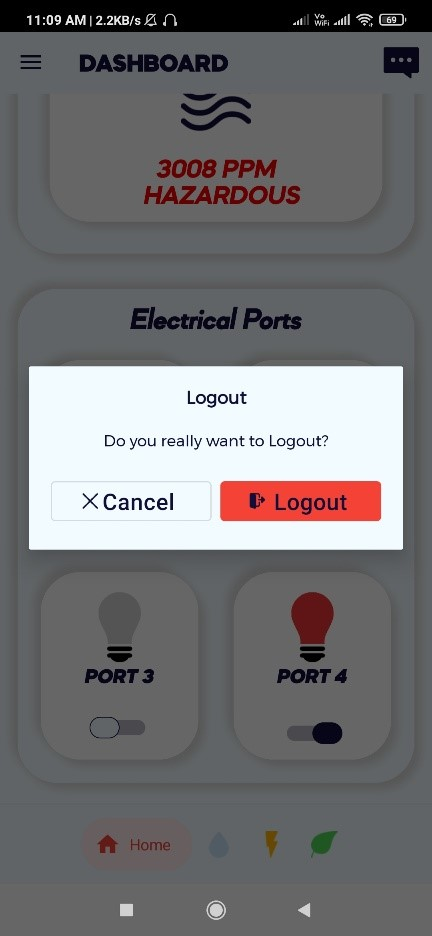 11:09 AM | 2.2KB/s
Vo
WiFi
69
DASHBOARD
3008 PPM
HAZARDOUS
Electrical Ports
Logout
Do you really want to Logout?
Cancel
Logout
PORT 3
PORT 4
Home